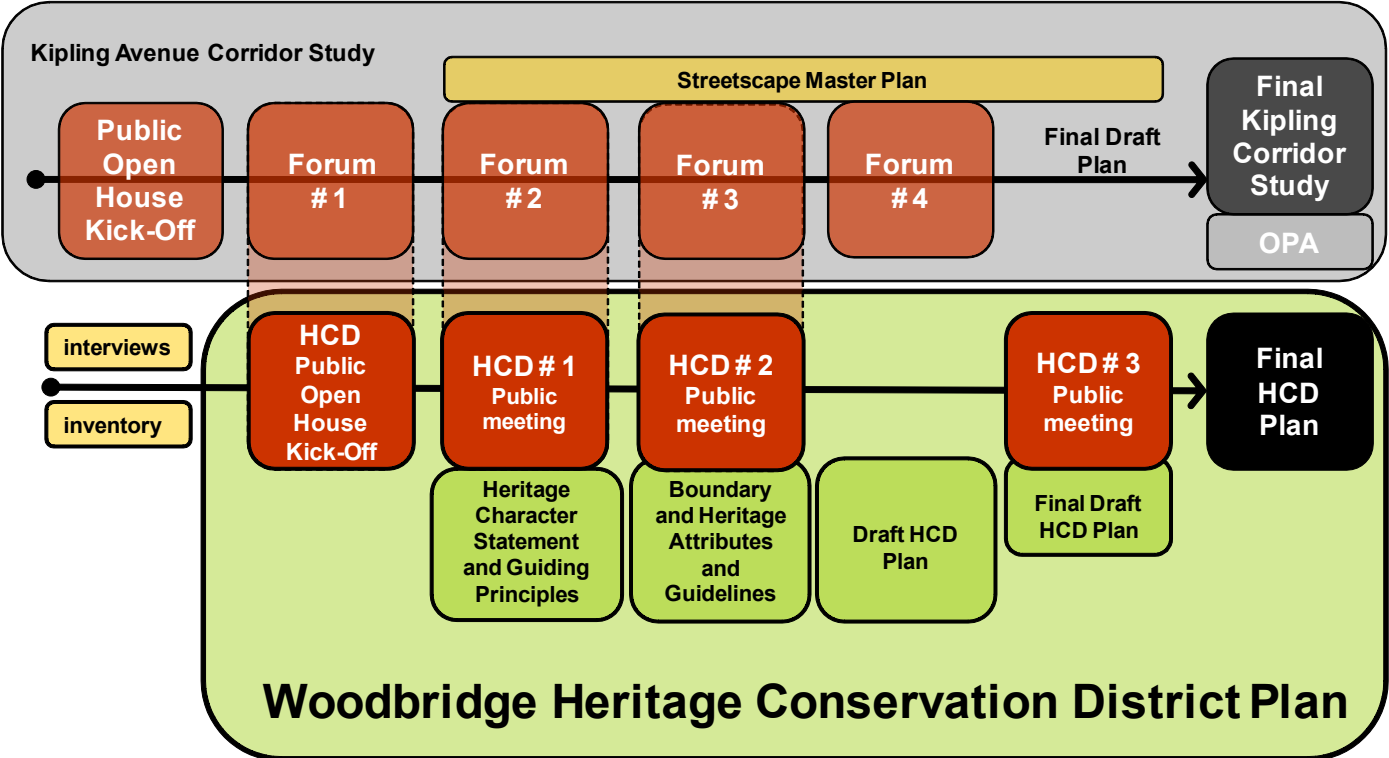 Kipling Avenue Corridor Study
Streetscape Master Plan
Public
Open
House
Kick-Off
Forum
# 1
Forum
# 2
Forum
# 3
Forum
# 4
Final Draft
Plan
Final
Kipling
Corridor
Study
OPA
interviews
inventory
HCD
Public
Open
House
Kick-Off
HCD # 1
Public
meeting
HCD # 2
Public
meeting
HCD # 3
Public
meeting
Final
HCD
Plan
Heritage
Character
Statement
and Guiding
Principles
Boundary
and Heritage
Attributes
and
Guidelines
Draft HCD
Plan
Final Draft
HCD Plan
Woodbridge Heritage Conservation District Plan